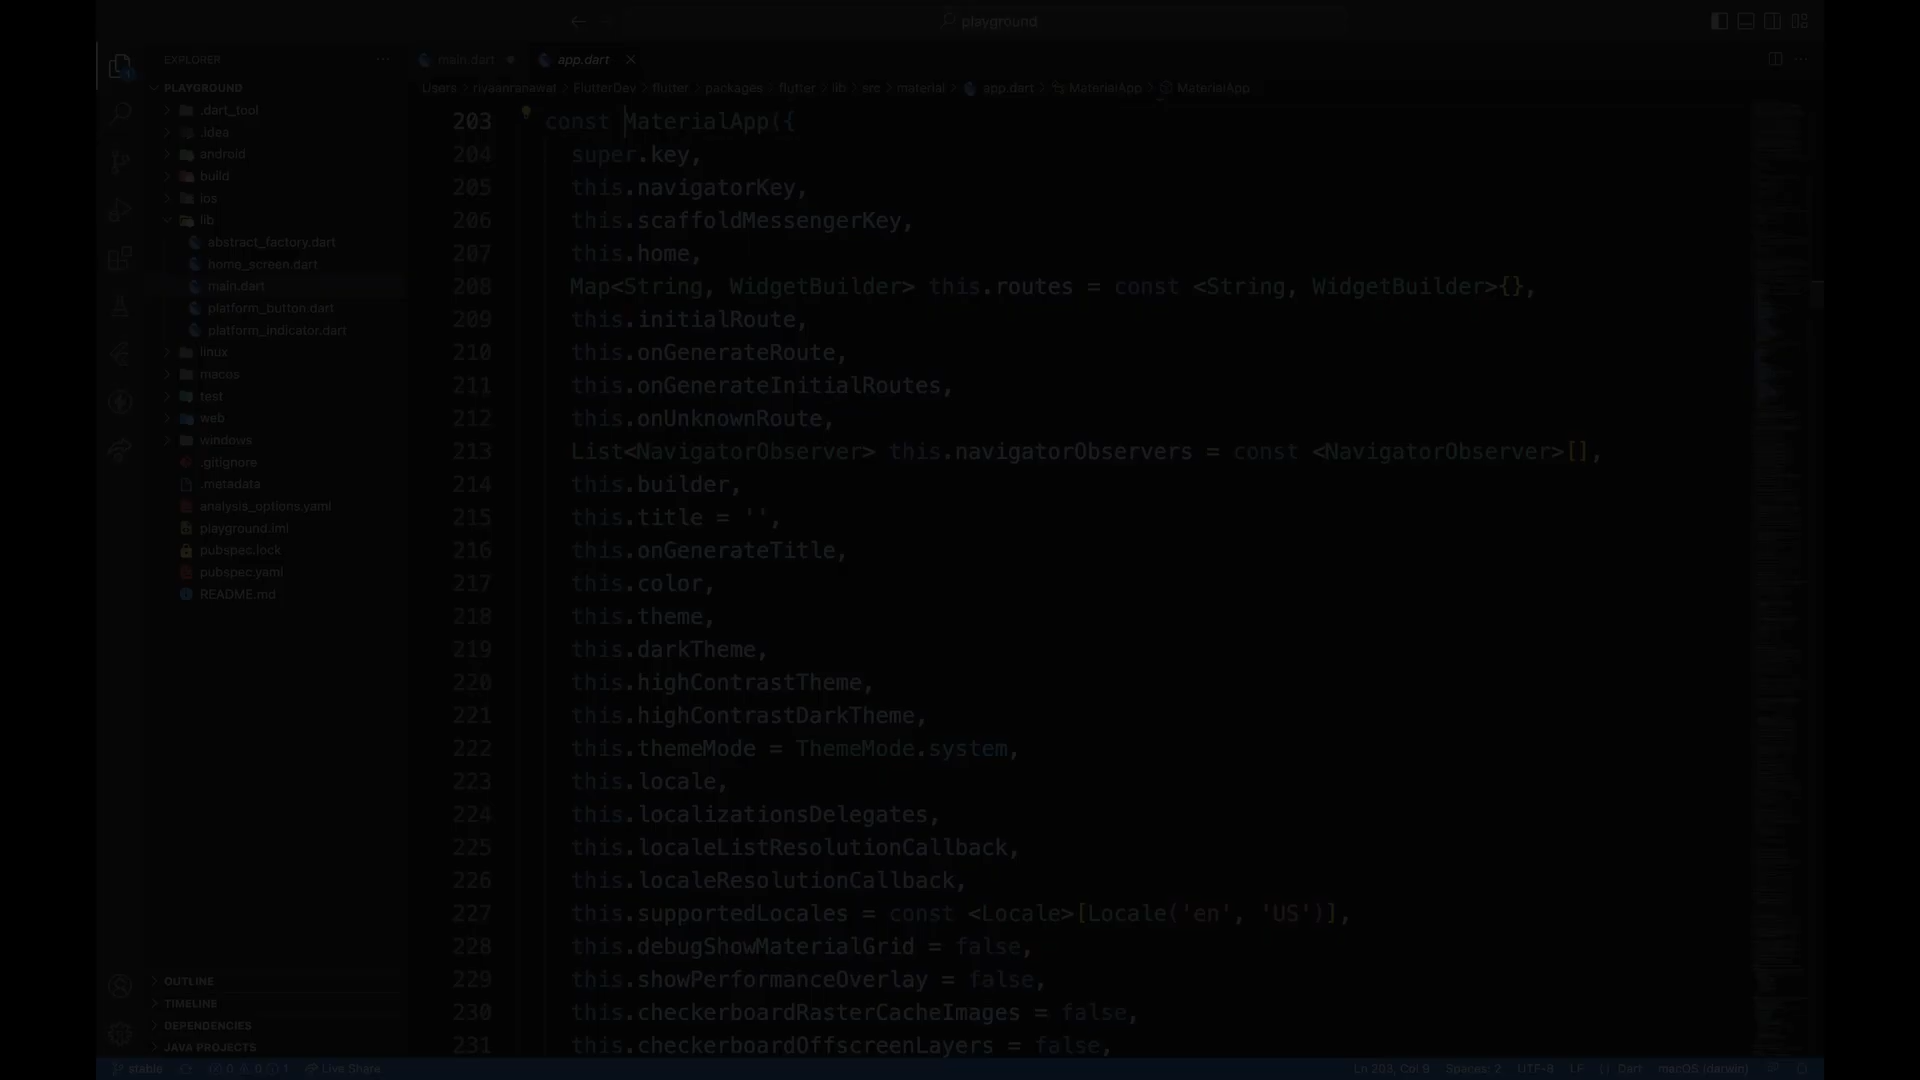 playground
EXPLORER
main.dart
app.dart
PLAYGROUND
Users > rivaanranawat > FlutterDev > flutter > packages > flutter > lib > src > material > app.dart > MaterialApp > MaterialApp
.dart_tool
.idea
android
build
ios
lib
abstract_factory.dart
home_screen.dart
main.dart
platform_button.dart
platform_indicator.dart
linux
macos
test
web
windows
.gitignore
.metadata
analysis_options.yaml
playground.iml
pubspec.lock
pubspec.yaml
README.md
OUTLINE
TIMELINE
DEPENDENCIES
JAVA PROJECTS
203 const MaterialApp({
204 super.key,
205 this.navigatorKey,
206 this.scaffoldMessengerKey,
207 this.home,
208 Map<String, WidgetBuilder> this.routes = const <String, WidgetBuilder>{},
209 this.initialRoute,
210 this.onGenerateRoute,
211 this.onGenerateInitialRoutes,
212 this.onUnknownRoute,
213 List<NavigatorObserver> this.navigatorObservers = const <NavigatorObserver>[],
214 this.builder,
215 this.title = '',
216 this.onGenerateTitle,
217 this.color,
218 this.theme,
219 this.darkTheme,
220 this.highContrastTheme,
221 this.highContrastDarkTheme,
222 this.themeMode = ThemeMode.system,
223 this.locale,
224 this.localizationsDelegates,
225 this.localeListResolutionCallback,
226 this.localeResolutionCallback,
227 this.supportedLocales = const <Locale>[Locale('en', 'US')],
228 this.debugShowMaterialGrid = false,
229 this.showPerformanceOverlay = false,
230 this.checkerboardRasterCacheImages = false,
231 this.checkerboardOffscreenLayers = false,
stable 0 0 1 Live Share Ln 203, Col 9 Spaces: 2 UTF-8 LF {} Dart macOS (darwin)